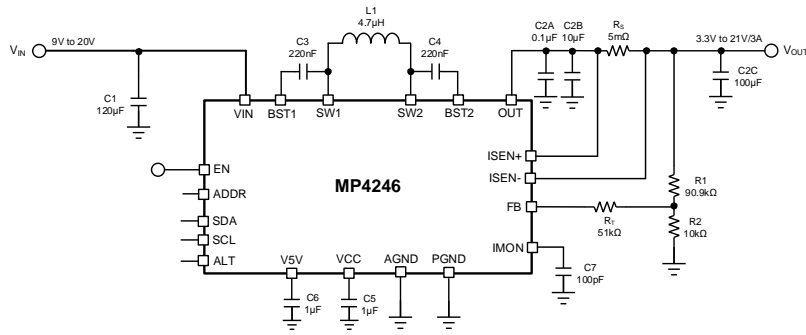 L1
4.7μH
C3
220nF
C4
220nF
C2A
0.1μF
C2B
10μF
RS
5mΩ
3.3V to 21V/3A
VOUT
VIN
9V to 20V
C1
120μF
C2C
100μF
VIN
BST1
SW1
SW2
BST2
OUT
EN
ADDR
SDA
SCL
ALT
MP4246
ISEN+
ISEN-
FB
IMON
RT
51kΩ
R1
90.9kΩ
R2
10kΩ
V5V
VCC
AGND
PGND
C6
1μF
C5
1μF
C7
100pF